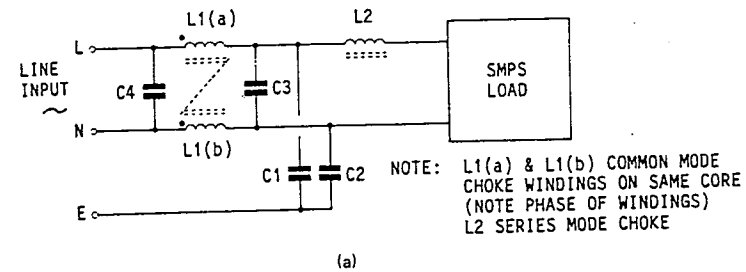 L1(a)
L2
L
LINE
INPUT
~
C4
C3
SMPS
LOAD
N
L1(b)
C1
C2
NOTE: L1(a) & L1(b) COMMON MODE
CHOKE WINDINGS ON SAME CORE
(NOTE PHASE OF WINDINGS)
L2 SERIES MODE CHOKE
E
(a)